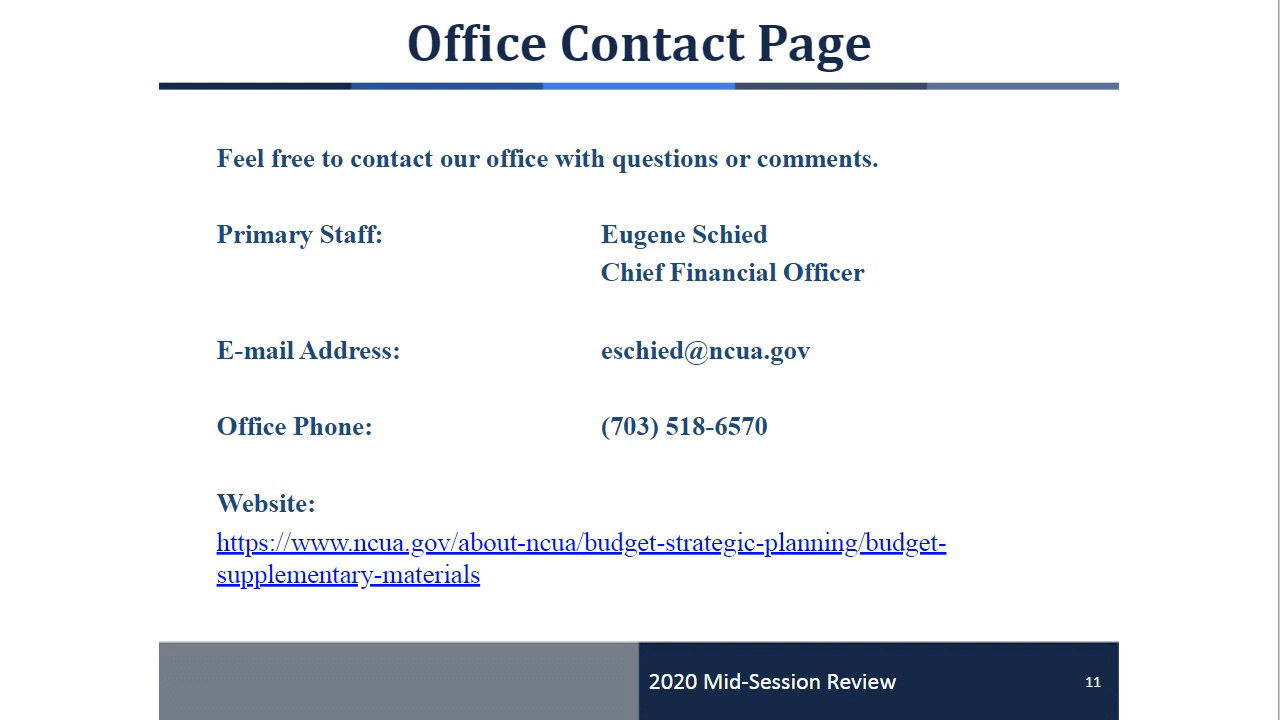 Office Contact Page
Feel free to contact our office with questions or comments.
Primary Staff: Eugene Schied
Chief Financial Officer
E-mail Address: eschied@ncua.gov
Office Phone: (703) 518-6570
Website:
https://www.ncua.gov/about-ncua/budget-strategic-planning/budget-
supplementary-materials
2020 Mid-Session Review 11